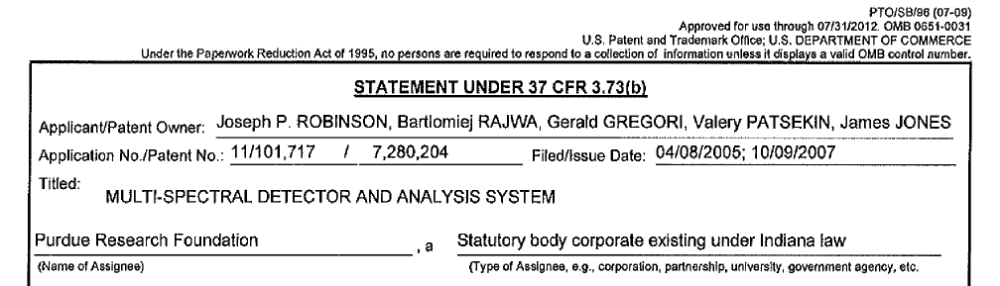 PTO/SB/96 (07-09)
Approved for use through 07/31/2012. OMB 0651-0031
U.S. Patent and Trademark Office; U.S. DEPARTMENT OF COMMERCE
Under the Paperwork Reduction Act of 1995, no persons are required to respond to a collection of information unless it displays a valid OMB control number.
STATEMENT UNDER 37 CFR 3.73(b)
Applicant/Patent Owner: Joseph P. ROBINSON, Bartlomiej RAJWA, Gerald GREGORI, Valery PATSEKIN, James JONES
Application No./Patent No.: 11/101,717 / 7,280,204 Filed/Issue Date: 04/08/2005; 10/09/2007
Titled:
MULTI-SPECTRAL DETECTOR AND ANALYSIS SYSTEM
Purdue Research Foundation , a Statutory body corporate existing under Indiana law
(Name of Assignee) (Type of Assignee, e.g., corporation, partnership, university, government agency, etc.